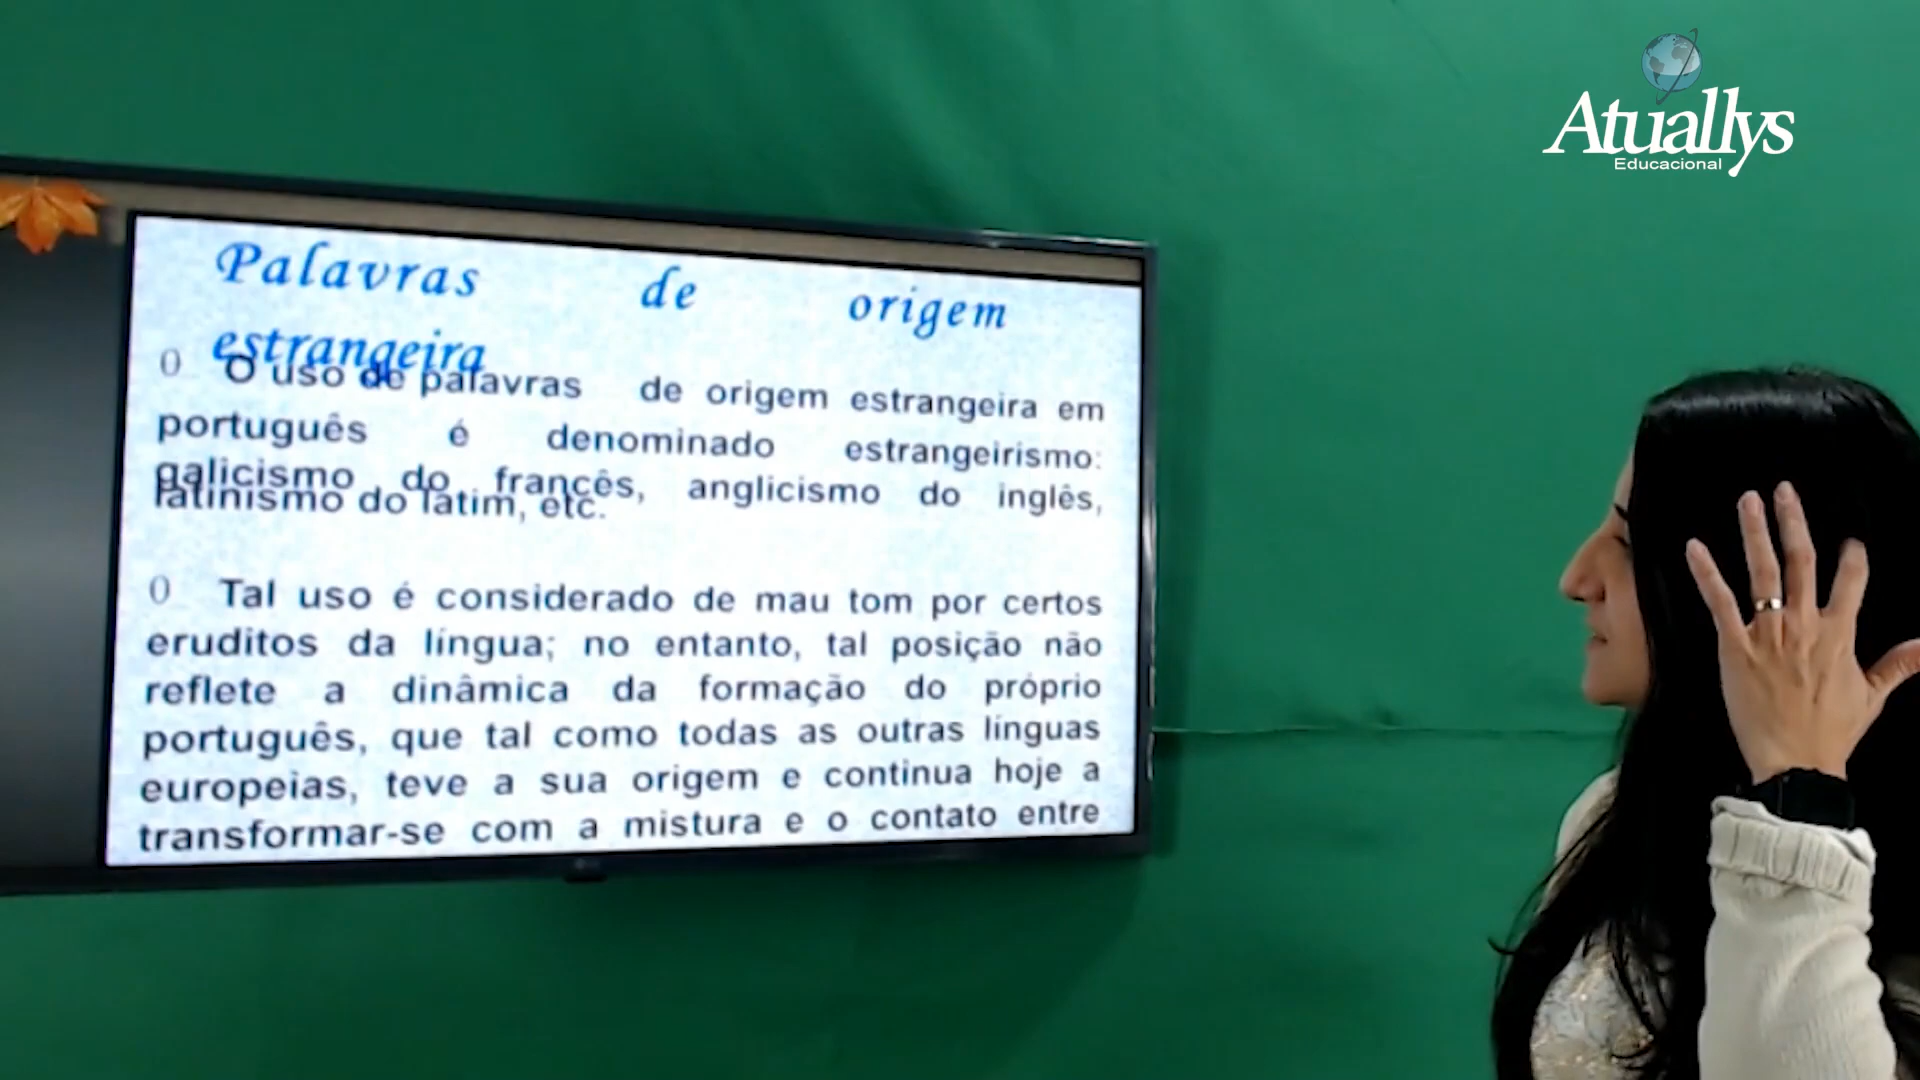 Atuallys
Educacional
Palavras de origem
estrangeira
O uso de palavras de origem estrangeira em
português é denominado estrangeirismo:
galicismo do francês, anglicismo do inglês,
latinismo do latim, etc.
Tal uso é considerado de mau tom por certos
eruditos da língua; no entanto, tal posição não
reflete a dinâmica da formação do próprio
português, que tal como todas as outras línguas
europeias, teve a sua origem e continua hoje a
transformar-se com a mistura e o contato entre